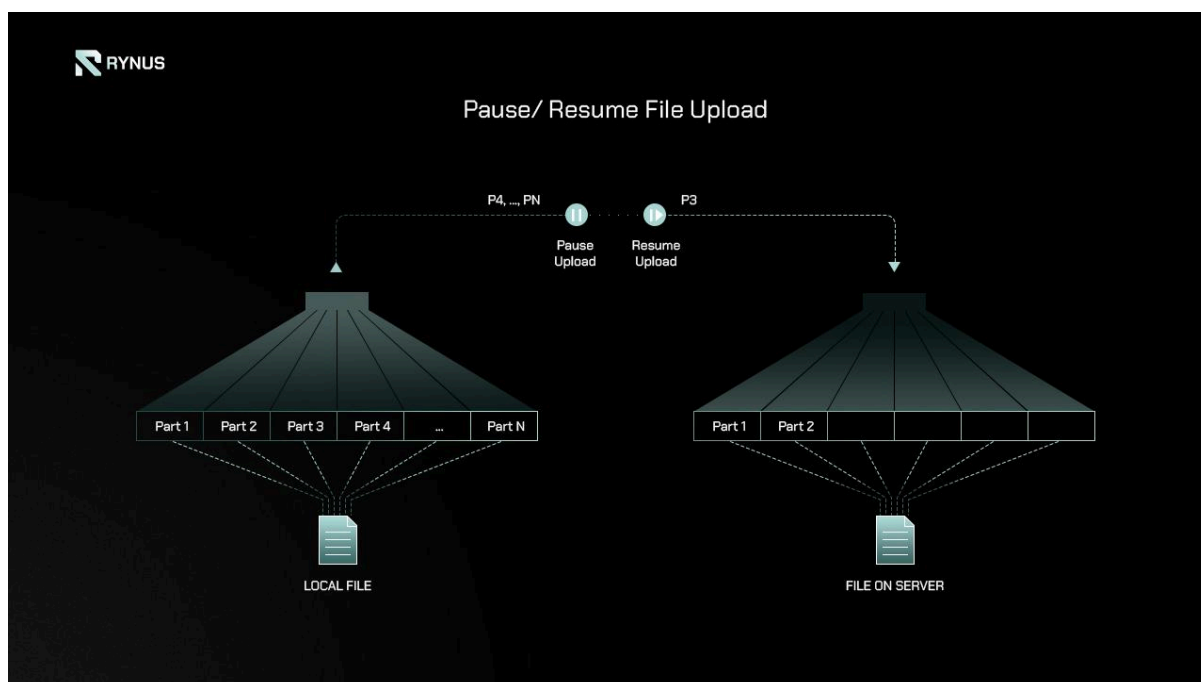 RYNUS
Pause/ Resume File Upload
P4, ..., PN
P3
Pause
Upload
Resume
Upload
Part 1 Part 2 Part 3 Part 4 ... Part N
Part 1 Part 2
LOCAL FILE
FILE ON SERVER